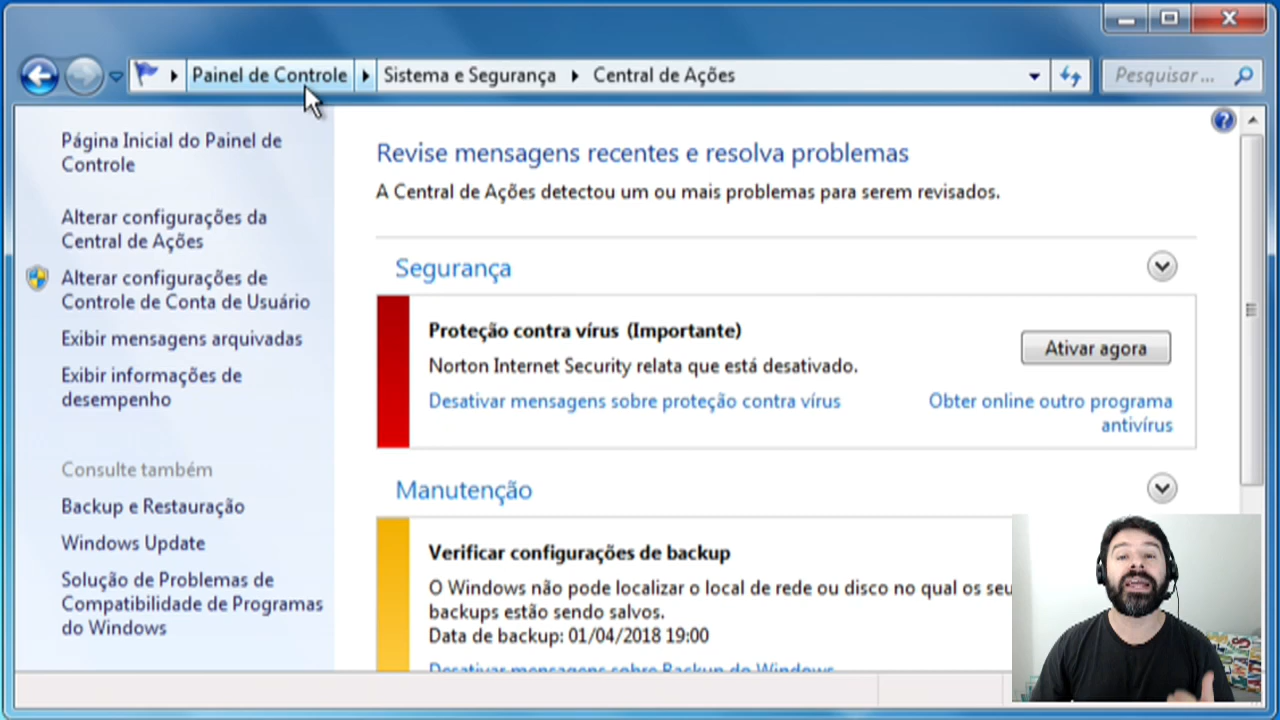 Painel de Controle Sistema e Segurança Central de Ações Pesquisar ...
Página Inicial do Painel de
Controle
Alterar configurações da
Central de Ações
Alterar configurações de
Controle de Conta de Usuário
Exibir mensagens arquivadas
Exibir informações de
desempenho
Consulte também
Backup e Restauração
Windows Update
Solução de Problemas de
Compatibilidade de Programas
do Windows
Revise mensagens recentes e resolva problemas
A Central de Ações detectou um ou mais problemas para serem revisados.
Segurança
Proteção contra vírus (Importante)
Norton Internet Security relata que está desativado.
Ativar agora
Desativar mensagens sobre proteção contra vírus
Obter online outro programa
antivírus
Manutenção
Verificar configurações de backup
O Windows não pode localizar o local de rede ou disco no qual os seu
backups estão sendo salvos.
Data de backup: 01/04/2018 19:00
Desativar mensagens sobre Backup do Windows